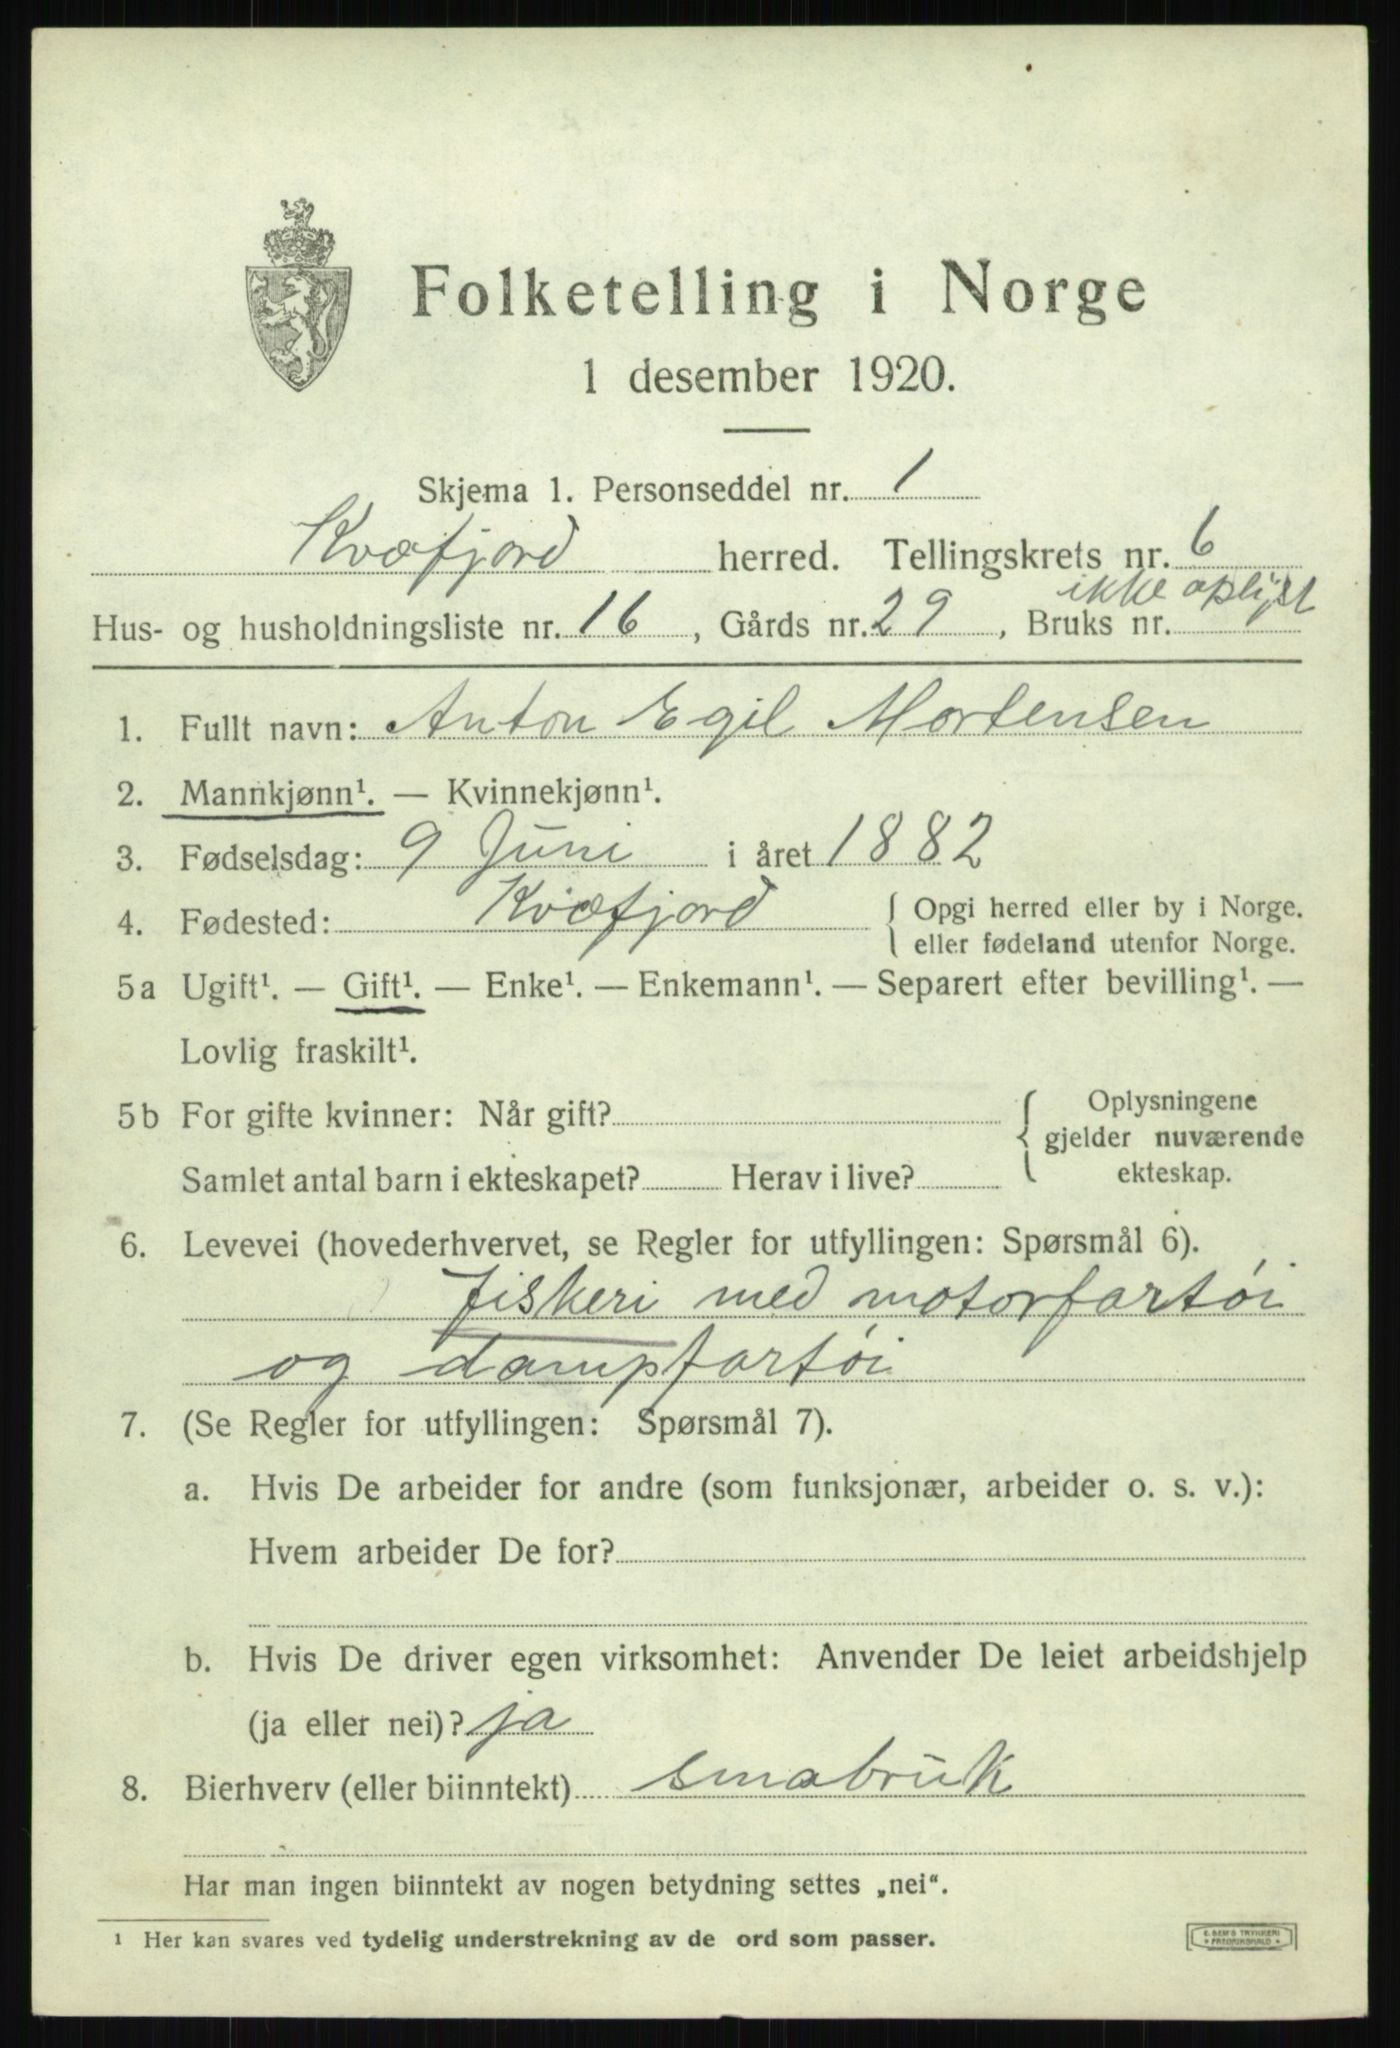 Folketelling i Norge
1 desember 1920.
Skjema 1. Personseddel nr. 1
Kvæfjord herred. Tellingskrets nr. 6
ikke oplyst
Hus- og husholdningsliste nr. 16, Gårds nr. 29, Bruks nr.
1. Fullt navn: Anton Egil Mortensen
2. Mannkjønn¹. — Kvinnekjønn¹.
3. Fødselsdag: 9 Juni i året 1882
4. Fødested: Kvæfjord { Opgi herred eller by i Norge.
eller fødeland utenfor Norge.
5a Ugift¹. — Gift¹. — Enke¹. — Enkemann¹. — Separert efter bevilling¹. —
Lovlig fraskilt¹.
5b For gifte kvinner: Når gift? { Oplysningene
gjelder nuværende
Samlet antal barn i ekteskapet? Herav i live? ekteskap.
6. Levevei (hovederhvervet, se Regler for utfyllingen: Spørsmål 6).
fiskeri med motorfartøi
og dampfartøi
7. (Se Regler for utfyllingen: Spørsmål 7).
a. Hvis De arbeider for andre (som funksjonær, arbeider o. s. v.):
Hvem arbeider De for?
b. Hvis De driver egen virksomhet: Anvender De leiet arbeidshjelp
(ja eller nei)? ja
8. Bierhverv (eller biinntekt) smabruk
Har man ingen biinntekt av nogen betydning settes „nei“.
¹ Her kan svares ved tydelig understrekning av de ord som passer.
E. SEM'S TRYKKERI
FREDRIKSHALD